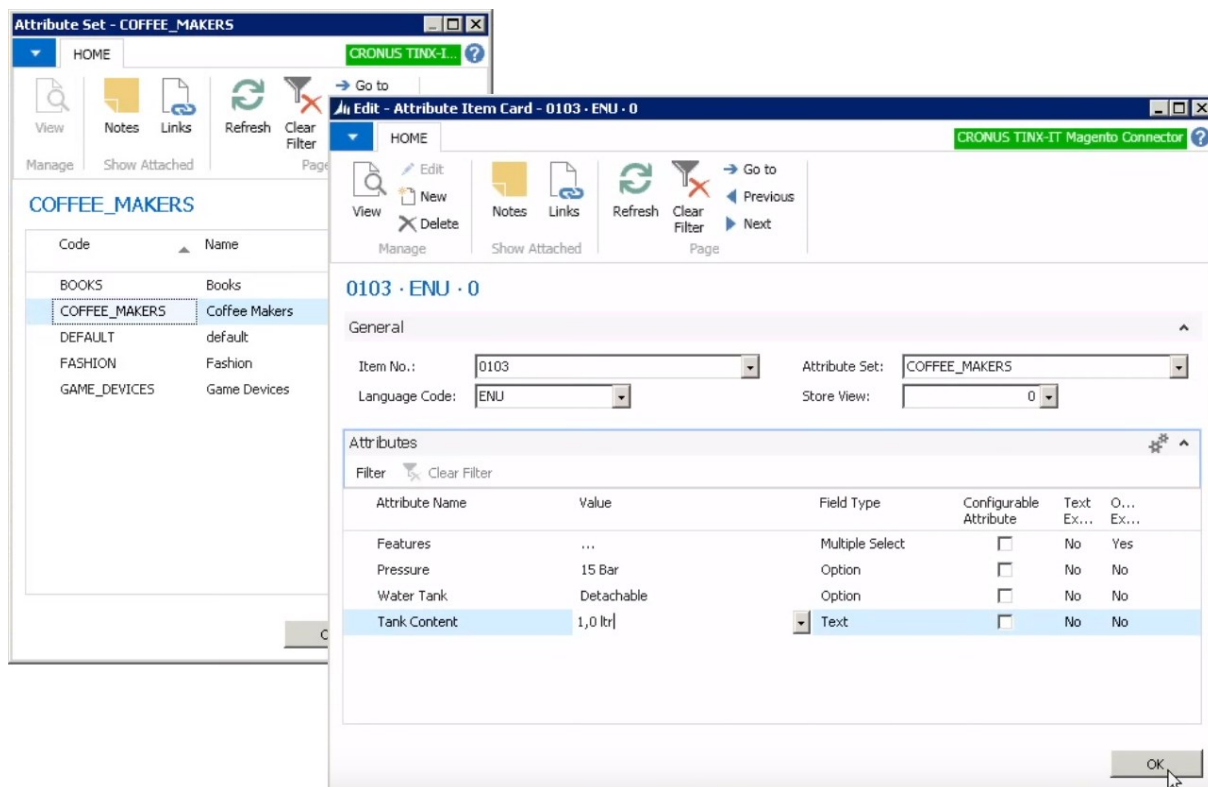 Attribute Set - COFFEE_MAKERS
HOME
CRONUS TINX-I...
View
Notes
Links
Refresh
Clear Filter
Go to
Manage
Show Attached
Page
COFFEE_MAKERS
Code Name
BOOKS Books
COFFEE_MAKERS Coffee Makers
DEFAULT default
FASHION Fashion
GAME_DEVICES Game Devices
Edit - Attribute Item Card - 0103 · ENU · 0
HOME
CRONUS TINX-IT Magento Connector
View
Edit
New
Delete
Notes
Links
Refresh
Clear Filter
Go to
Previous
Next
Manage
Show Attached
Page
0103 · ENU · 0
General
Item No.: 0103 Attribute Set: COFFEE_MAKERS
Language Code: ENU Store View: 0
Attributes
Filter Clear Filter
Attribute Name Value Field Type Configurable Attribute Text Ex... O... Ex...
Features ... Multiple Select No Yes
Pressure 15 Bar Option No No
Water Tank Detachable Option No No
Tank Content 1,0 ltr Text No No
OK